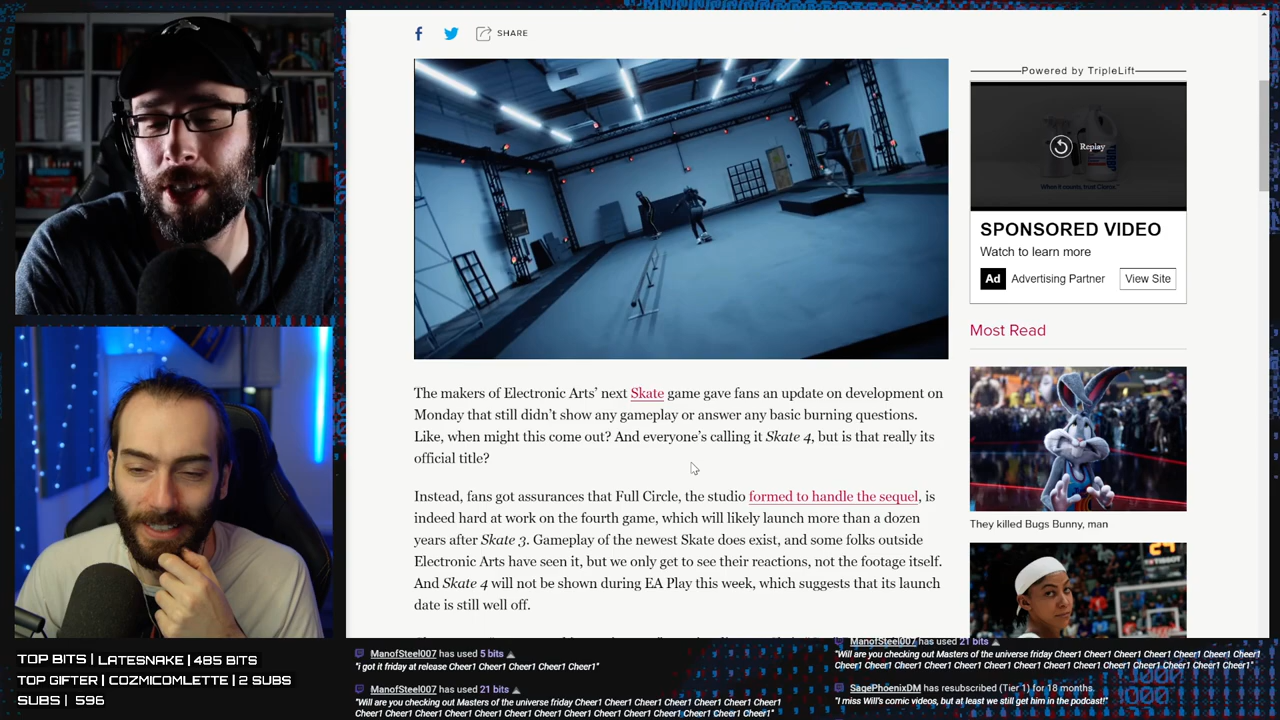 SHARE
Powered by TripleLift
Replay
When it counts, trust Clorox.
SPONSORED VIDEO
Watch to learn more
Ad Advertising Partner View Site
Most Read
The makers of Electronic Arts’ next Skate game gave fans an update on development on
Monday that still didn’t show any gameplay or answer any basic burning questions.
Like, when might this come out? And everyone’s calling it Skate 4, but is that really its
official title?
Instead, fans got assurances that Full Circle, the studio formed to handle the sequel, is
indeed hard at work on the fourth game, which will likely launch more than a dozen
years after Skate 3. Gameplay of the newest Skate does exist, and some folks outside
Electronic Arts have seen it, but we only get to see their reactions, not the footage itself.
And Skate 4 will not be shown during EA Play this week, which suggests that its launch
date is still well off.
They killed Bugs Bunny, man
TOP BITS | LATESNAKE | 485 BITS
TOP GIFTER | COZMICOMLETTE | 2 SUBS
SUBS | 596
ManofSteel007 has used 5 bits
"i got it friday at release Cheer1 Cheer1 Cheer1 Cheer1 Cheer1"
ManofSteel007 has used 21 bits
"Will are you checking out Masters of the universe friday Cheer1 Cheer1 Cheer1 Cheer1
Cheer1 Cheer1 Cheer1 Cheer1 Cheer1 Cheer1 Cheer1 Cheer1 Cheer1 Cheer1"
ManofSteel007 has used 21 bits
"Will are you checking out Masters of the universe friday Cheer1 Cheer1 Cheer1 Cheer1
Cheer1 Cheer1 Cheer1 Cheer1 Cheer1 Cheer1 Cheer1 Cheer1 Cheer1 Cheer1"
SagePhoenixDM has resubscribed (Tier 1) for 18 months.
"I miss Will's comic videos, but at least we still get him in the podcast!"